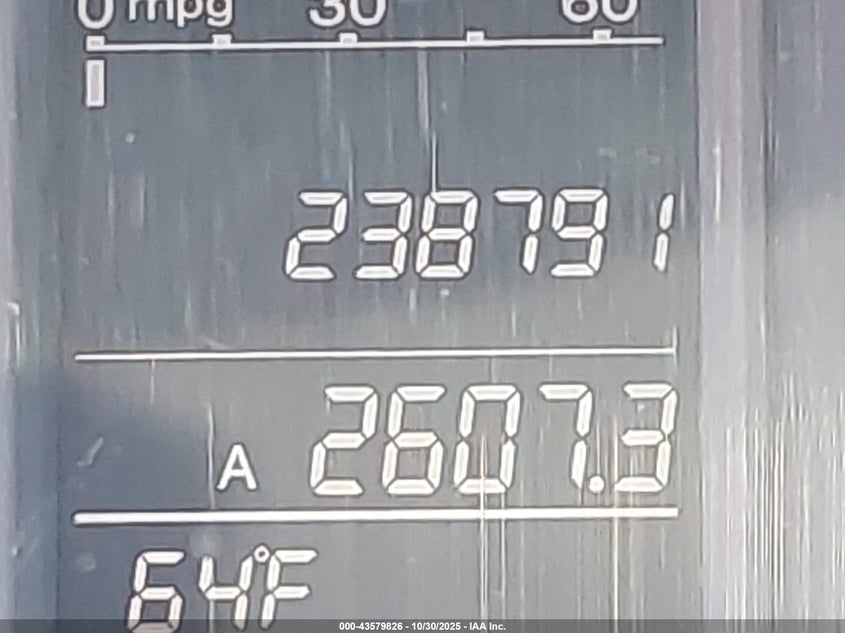 0 mpg 30 60
238791
A 2607.3
64°F
000-43579826 - 10/30/2025 - IAA Inc.